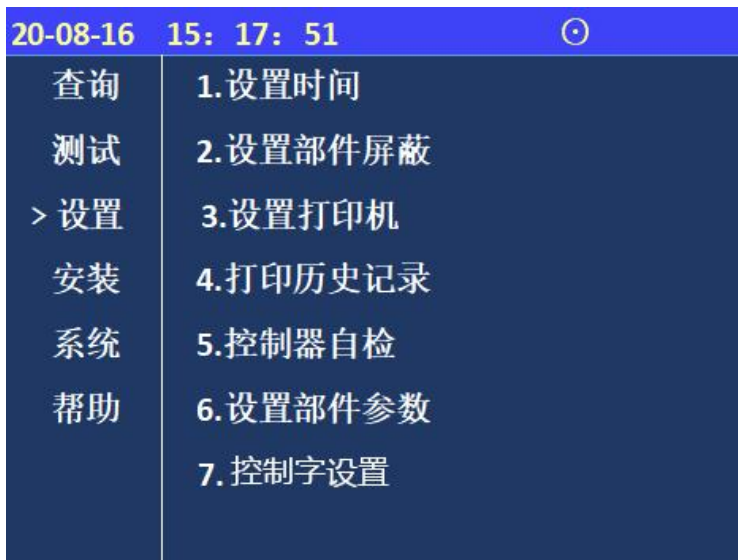 20-08-16 15：17：51
查询 1.设置时间
测试 2.设置部件屏蔽
> 设置 3.设置打印机
安装 4.打印历史记录
系统 5.控制器自检
帮助 6.设置部件参数
7. 控制字设置